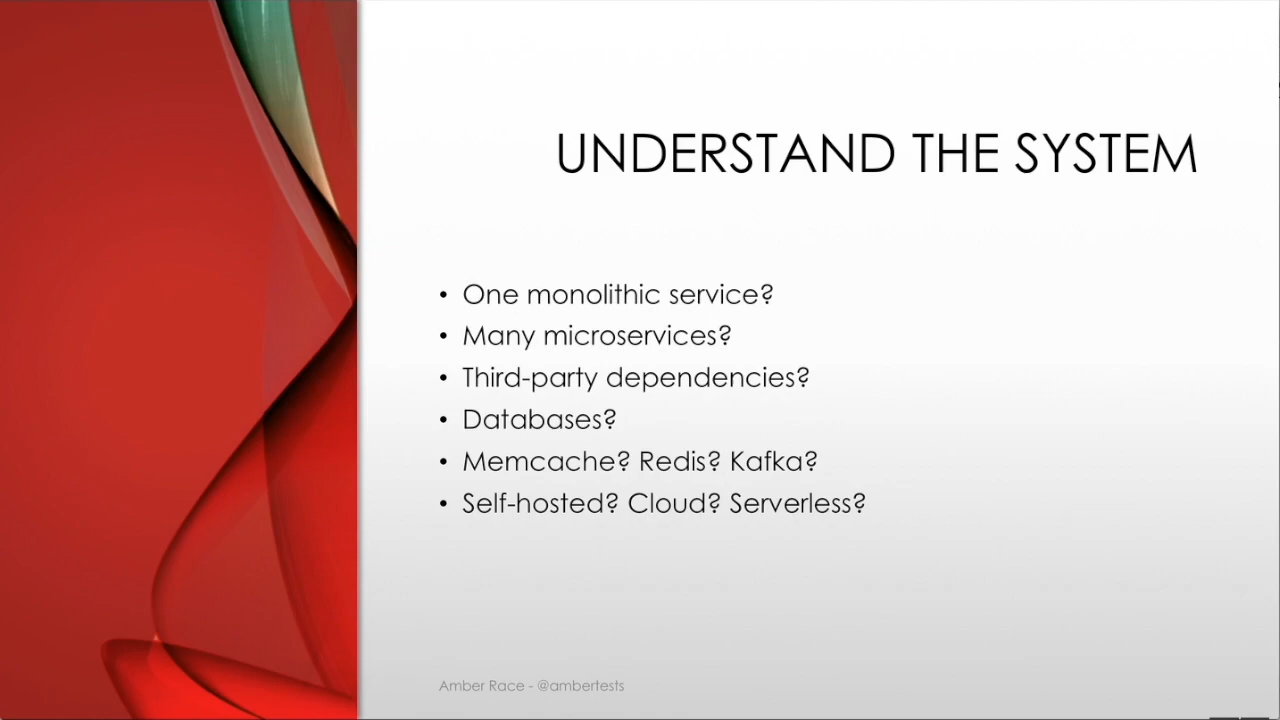 UNDERSTAND THE SYSTEM
• One monolithic service?
• Many microservices?
• Third-party dependencies?
• Databases?
• Memcache? Redis? Kafka?
• Self-hosted? Cloud? Serverless?
Amber Race - @ambertests